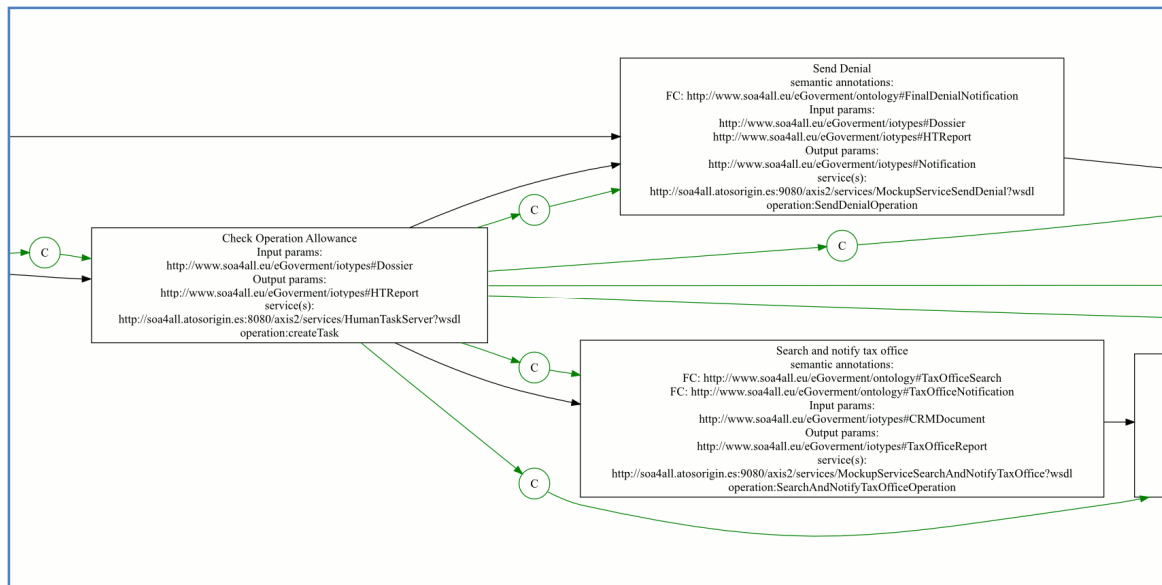 Send Denial
semantic annotations:
FC: http://www.soa4all.eu/eGoverment/ontology#FinalDenialNotification
Input params:
http://www.soa4all.eu/eGoverment/iotypes#Dossier
http://www.soa4all.eu/eGoverment/iotypes#HTReport
Output params:
http://www.soa4all.eu/eGoverment/iotypes#Notification
service(s):
http://soa4all.atosorigin.es:9080/axis2/services/MockupServiceSendDenial?wsdl
operation:SendDenialOperation
C
C
C
Check Operation Allowance
Input params:
http://www.soa4all.eu/eGoverment/iotypes#Dossier
Output params:
http://www.soa4all.eu/eGoverment/iotypes#HTReport
service(s):
http://soa4all.atosorigin.es:8080/axis2/services/HumanTaskServer?wsdl
operation:createTask
C
Search and notify tax office
semantic annotations:
FC: http://www.soa4all.eu/eGoverment/ontology#TaxOfficeSearch
FC: http://www.soa4all.eu/eGoverment/ontology#TaxOfficeNotification
Input params:
http://www.soa4all.eu/eGoverment/iotypes#CRMDocument
Output params:
http://www.soa4all.eu/eGoverment/iotypes#TaxOfficeReport
service(s):
http://soa4all.atosorigin.es:9080/axis2/services/MockupServiceSearchAndNotifyTaxOffice?wsdl
operation:SearchAndNotifyTaxOfficeOperation
C